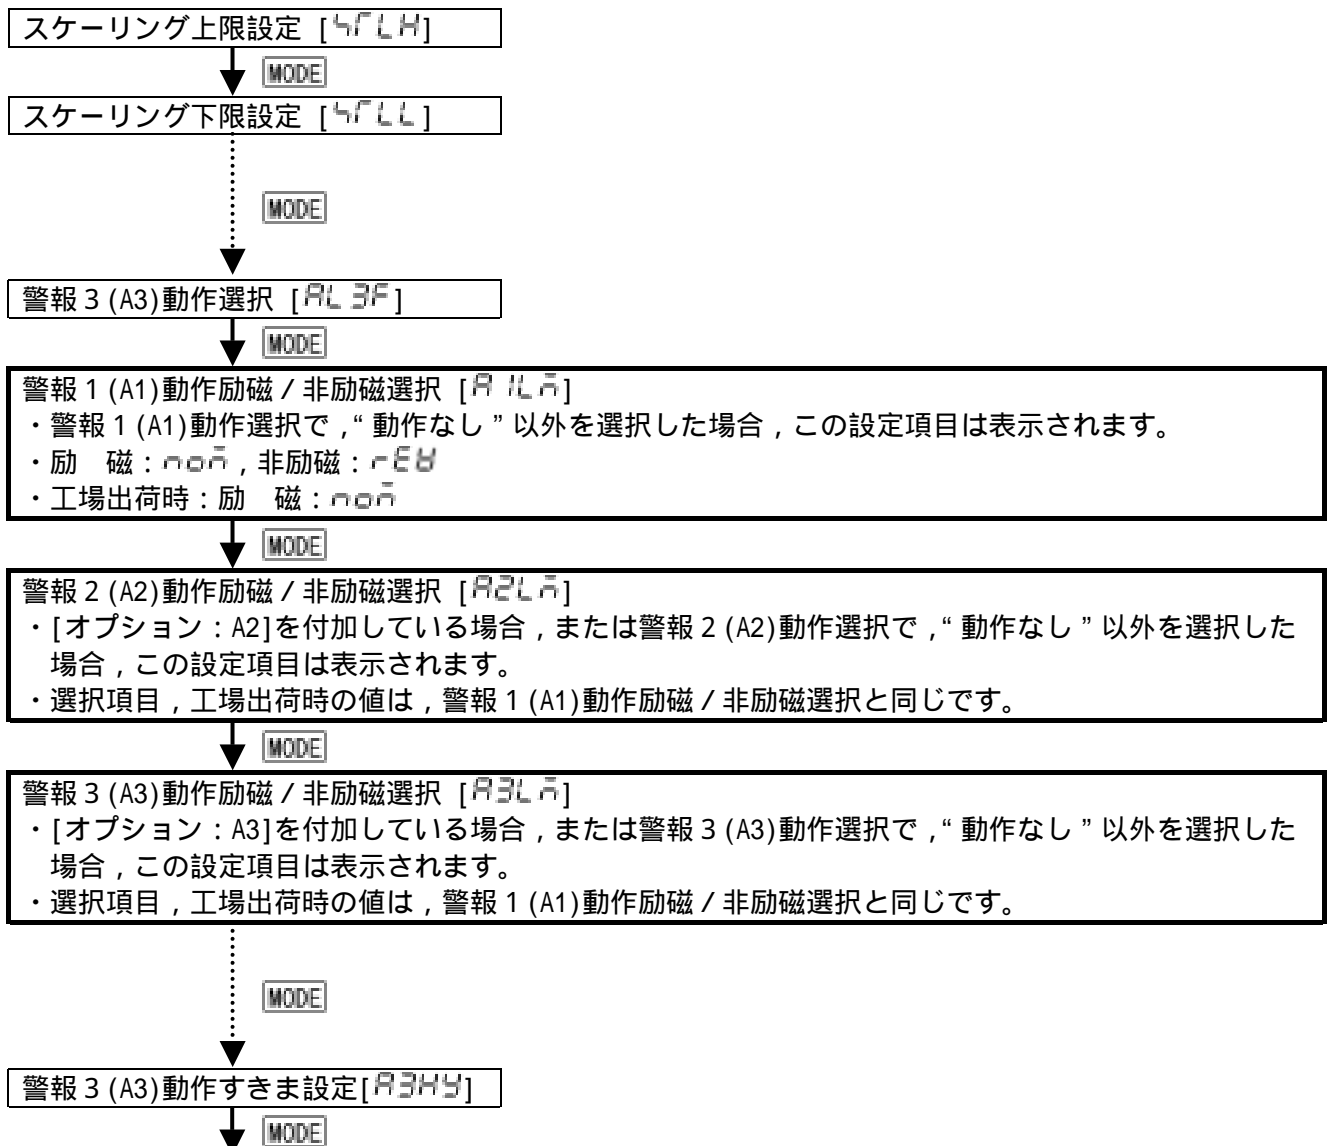 スケーリング上限設定 [SCLH]
MODE
スケーリング下限設定 [SCLL]
MODE
警報3(A3)動作選択 [AL3F]
MODE
警報1(A1)動作励磁/非励磁選択 [A1LM]
・警報1(A1)動作選択で,“動作なし”以外を選択した場合,この設定項目は表示されます。
・励　磁:noM,非励磁:rEV
・工場出荷時:励　磁:noM
MODE
警報2(A2)動作励磁/非励磁選択 [A2LM]
・[オプション:A2]を付加している場合,または警報2(A2)動作選択で,“動作なし”以外を選択した
場合,この設定項目は表示されます。
・選択項目,工場出荷時の値は,警報1(A1)動作励磁/非励磁選択と同じです。
MODE
警報3(A3)動作励磁/非励磁選択 [A3LM]
・[オプション:A3]を付加している場合,または警報3(A3)動作選択で,“動作なし”以外を選択した
場合,この設定項目は表示されます。
・選択項目,工場出荷時の値は,警報1(A1)動作励磁/非励磁選択と同じです。
MODE
警報3(A3)動作すきま設定[A3HY]
MODE